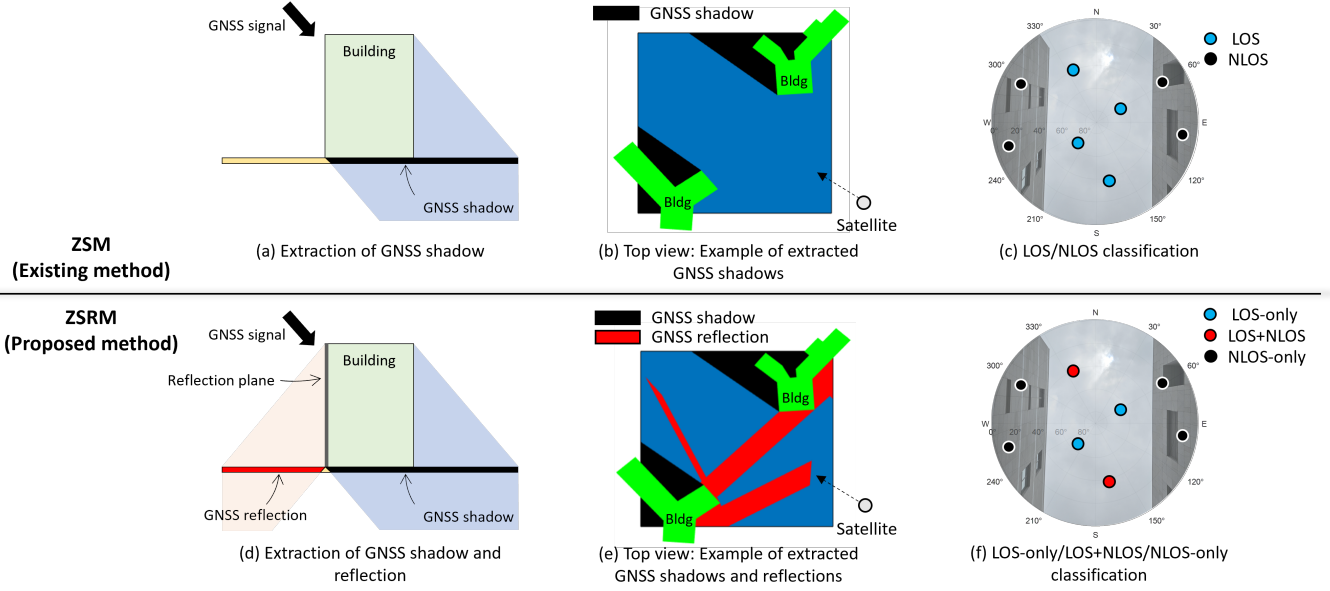 GNSS signal
Building
GNSS shadow
(a) Extraction of GNSS shadow
GNSS shadow
Bldg
Bldg
Satellite
(b) Top view: Example of extracted
GNSS shadows
N
330°
30°
300°
60°
W
E
0°
20°
40°
60°
80°
240°
120°
210°
150°
S
LOS
NLOS
(c) LOS/NLOS classification
ZSM
(Existing method)
ZSRM
(Proposed method)
GNSS signal
Building
Reflection plane
GNSS reflection
GNSS shadow
(d) Extraction of GNSS shadow and
reflection
GNSS shadow
GNSS reflection
Bldg
Bldg
Satellite
(e) Top view: Example of extracted
GNSS shadows and reflections
N
330°
30°
300°
60°
W
E
0°
20°
40°
60°
80°
240°
120°
210°
150°
S
LOS-only
LOS+NLOS
NLOS-only
(f) LOS-only/LOS+NLOS/NLOS-only
classification